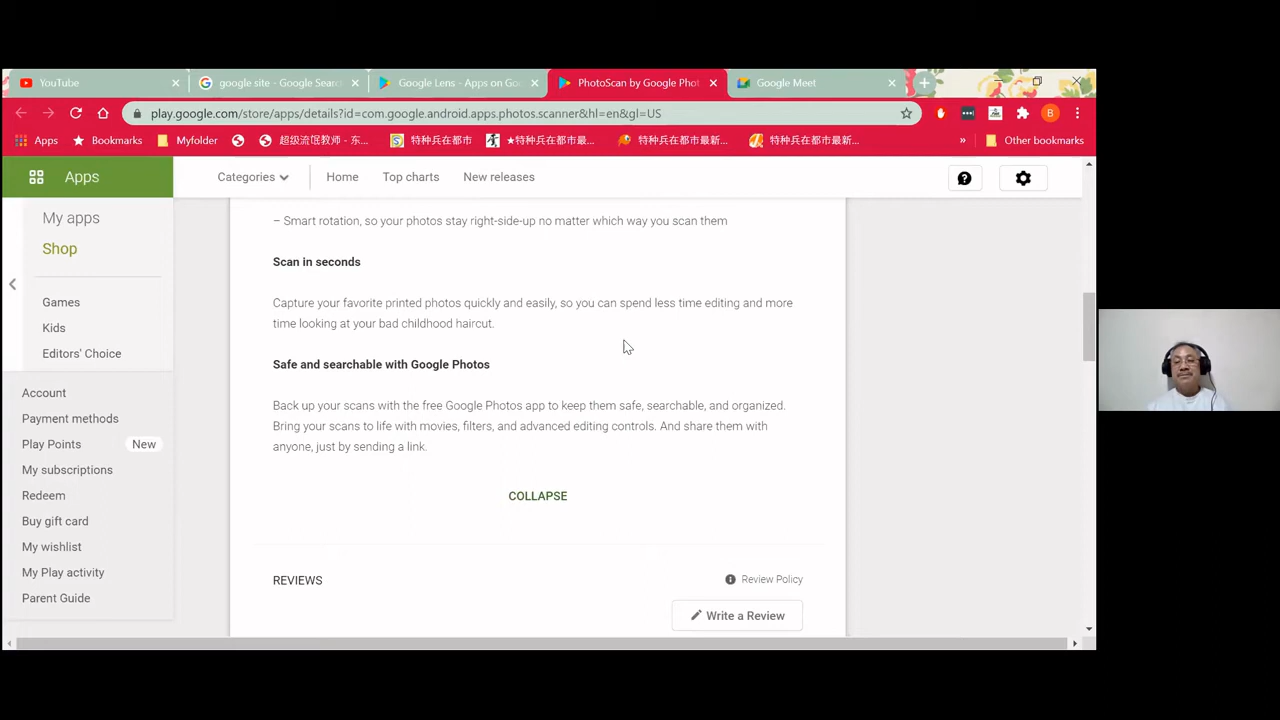 YouTube
google site - Google Searc
Google Lens - Apps on Go
PhotoScan by Google Phot
Google Meet
play.google.com/store/apps/details?id=com.google.android.apps.photos.scanner&hl=en&gl=US
Apps
Bookmarks
Myfolder
超级流氓教师 - 东...
特种兵在都市
★特种兵在都市最...
特种兵在都市最新...
特种兵在都市最新...
»
Other bookmarks
Apps
Categories
Home
Top charts
New releases
My apps
Shop
Games
Kids
Editors' Choice
Account
Payment methods
Play Points
New
My subscriptions
Redeem
Buy gift card
My wishlist
My Play activity
Parent Guide
– Smart rotation, so your photos stay right-side-up no matter which way you scan them
Scan in seconds
Capture your favorite printed photos quickly and easily, so you can spend less time editing and more
time looking at your bad childhood haircut.
Safe and searchable with Google Photos
Back up your scans with the free Google Photos app to keep them safe, searchable, and organized.
Bring your scans to life with movies, filters, and advanced editing controls. And share them with
anyone, just by sending a link.
COLLAPSE
REVIEWS
Review Policy
Write a Review